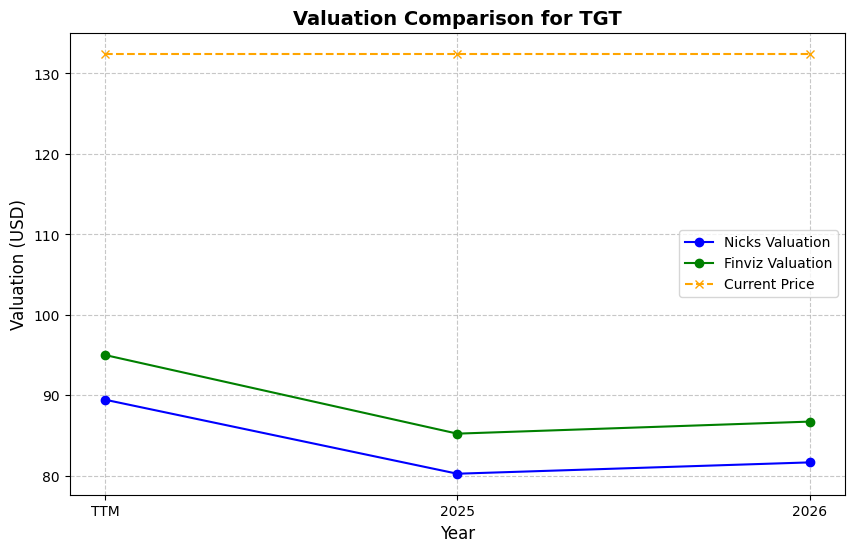 Valuation Comparison for TGT
Valuation (USD)
130
120
110
100
90
80
Nicks Valuation
Finviz Valuation
Current Price
TTM
2025
2026
Year